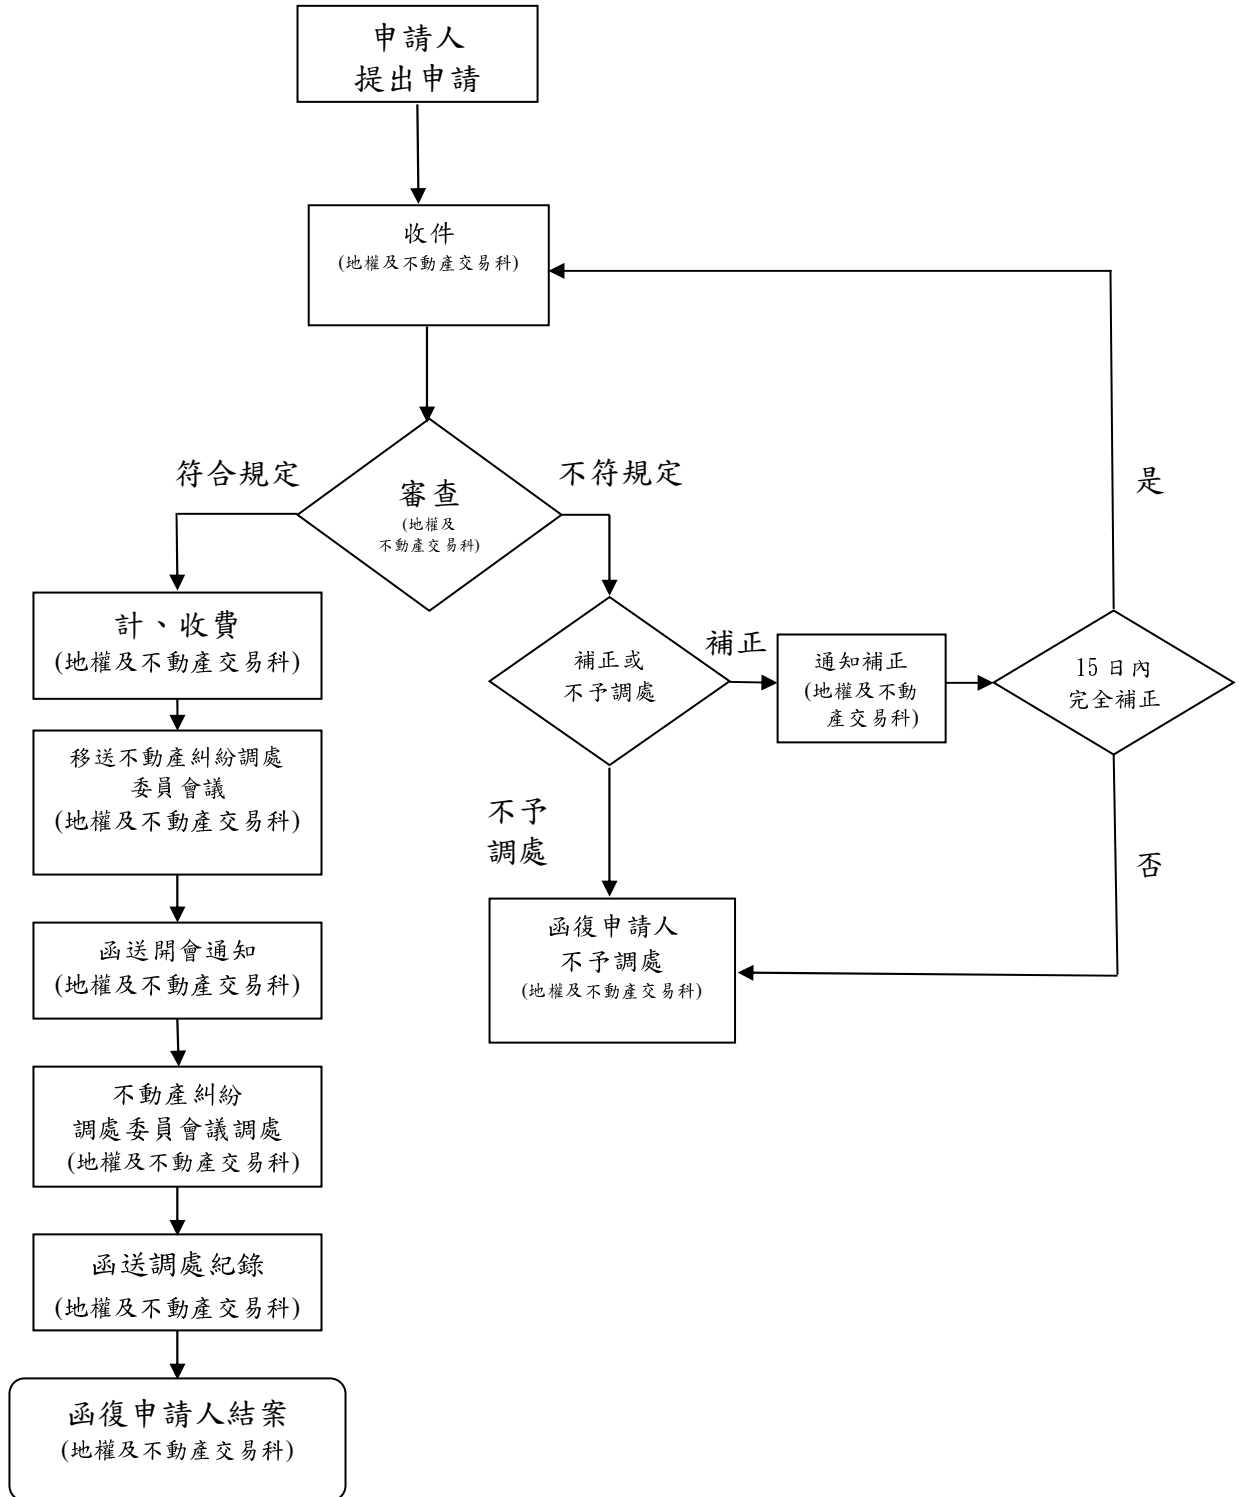 申請人
提出申請
收件
(地權及不動產交易科)
符合規定
不符規定
審查
(地權及
不動產交易科)
是
計、收費
(地權及不動產交易科)
補正或
不予調處
補正
通知補正
(地權及不動
產交易科)
15 日內
完全補正
移送不動產糾紛調處
委員會議
(地權及不動產交易科)
不予
調處
否
函復申請人
不予調處
(地權及不動產交易科)
函送開會通知
(地權及不動產交易科)
不動產糾紛
調處委員會議調處
(地權及不動產交易科)
函送調處紀錄
(地權及不動產交易科)
函復申請人結案
(地權及不動產交易科)